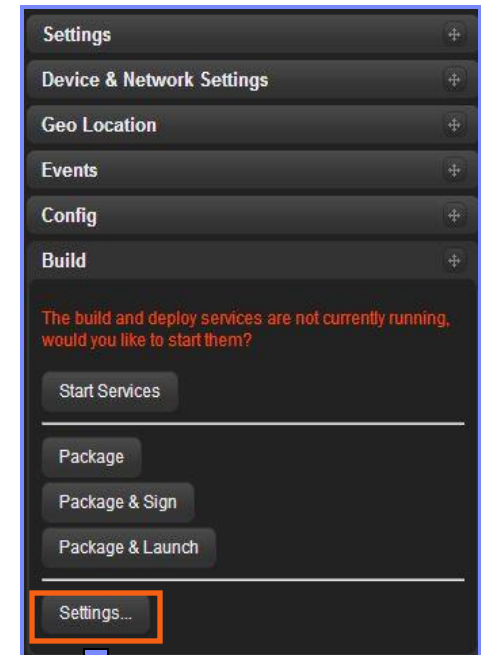 Settings
Device & Network Settings
Geo Location
Events
Config
Build
The build and deploy services are not currently running,
would you like to start them?
Start Services
Package
Package & Sign
Package & Launch
Settings...